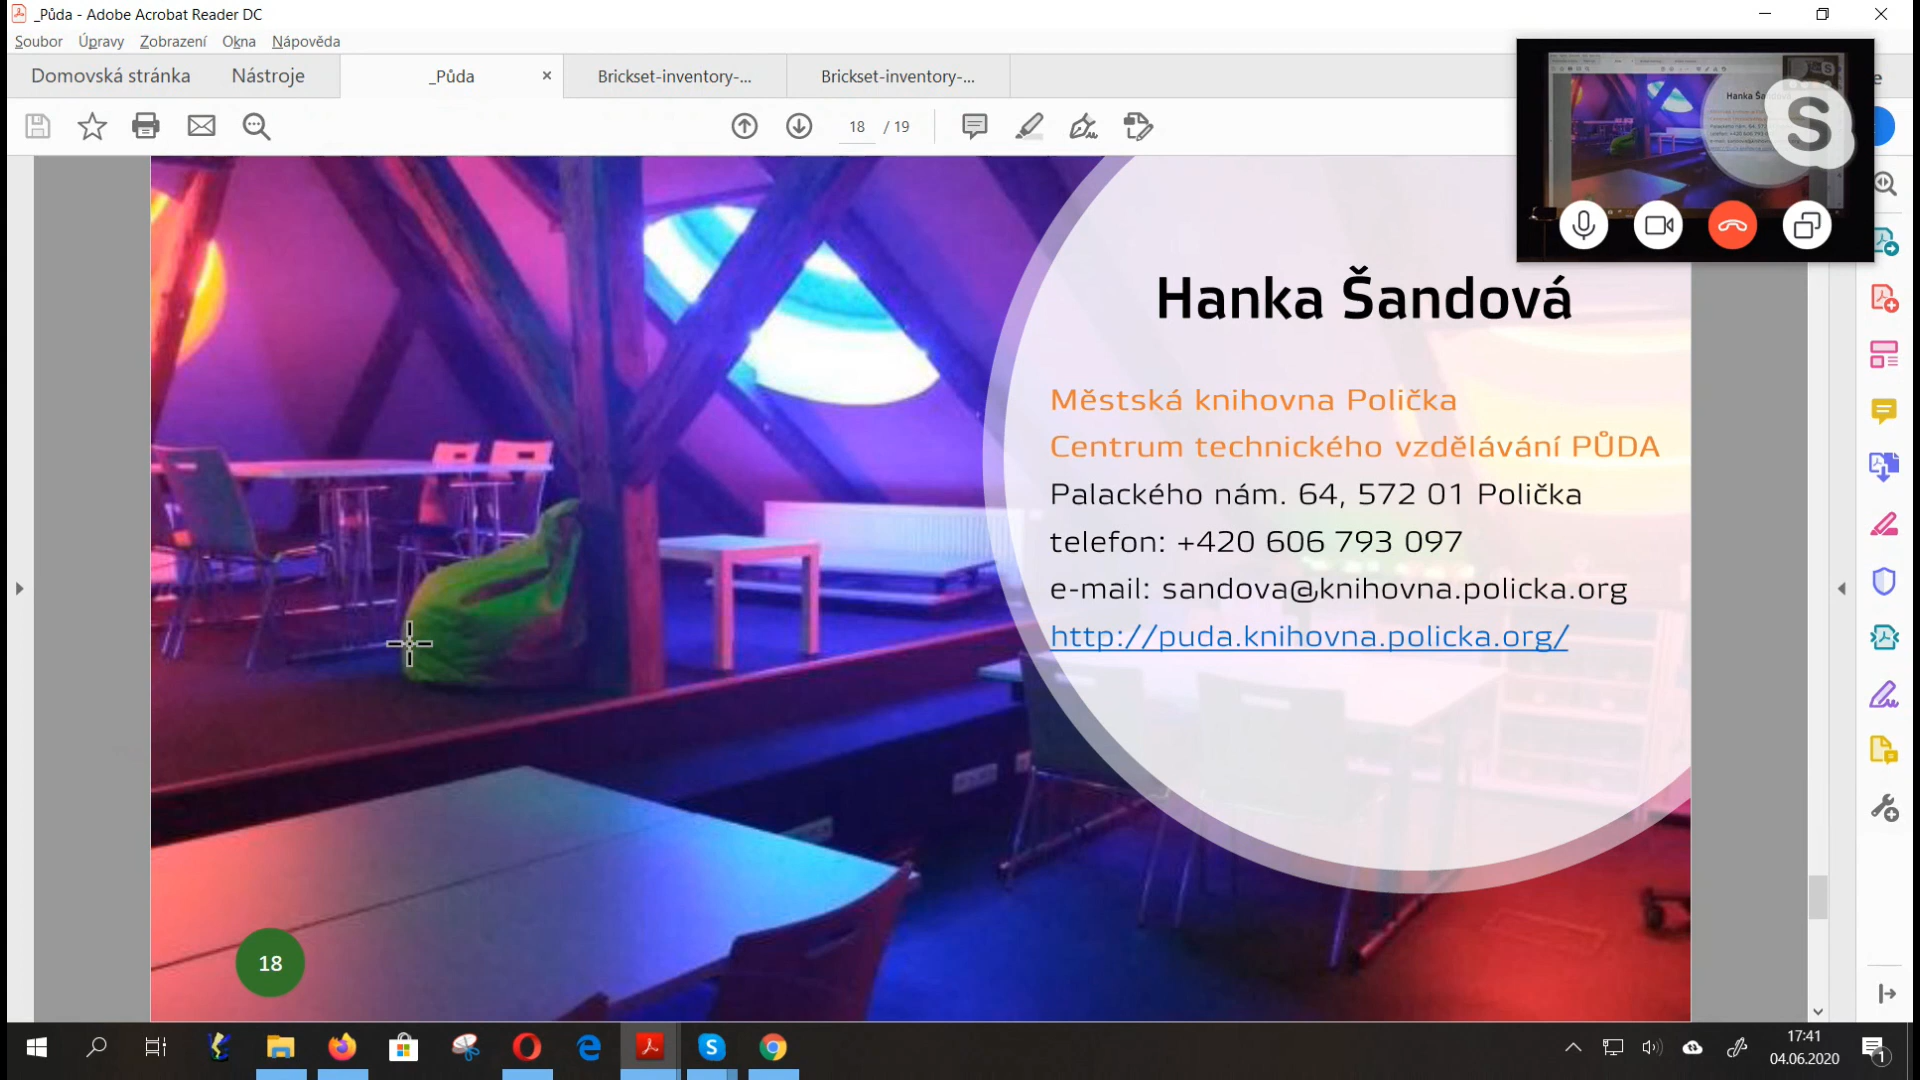 _Půda - Adobe Acrobat Reader DC
Soubor Úpravy Zobrazení Okna Nápověda
Domovská stránka Nástroje _Půda × Brickset-inventory-... Brickset-inventory-...
18 / 19
Hanka Šandová
Městská knihovna Polička
Centrum technického vzdělávání PŮDA
Palackého nám. 64, 572 01 Polička
telefon: +420 606 793 097
e-mail: sandova@knihovna.policka.org
http://puda.knihovna.policka.org/
18
17:41
04.06.2020
1